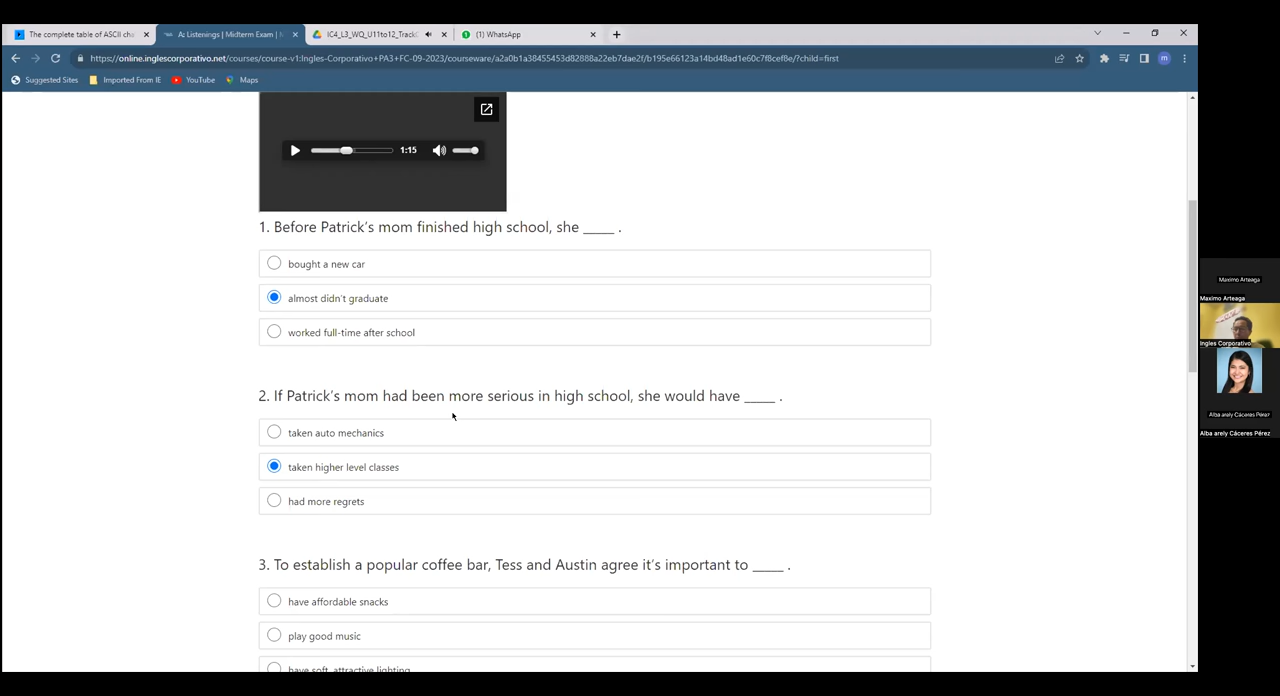 The complete table of ASCII cha
A: Listenings | Midterm Exam |
IC4_L3_WQ_U11to12_Track
(1) WhatsApp
https://online.inglescorporativo.net/courses/course-v1:Ingles-Corporativo+PA3+FC-09-2023/courseware/a2a0b1a38455453d82888a22eb7dae2f/b195e66123a14bd48ad1e60c7f8cef8e/?child=first
Suggested Sites
Imported From IE
YouTube
Maps
1:15
1. Before Patrick's mom finished high school, she _____ .
bought a new car
almost didn't graduate
worked full-time after school
2. If Patrick's mom had been more serious in high school, she would have _____ .
taken auto mechanics
taken higher level classes
had more regrets
3. To establish a popular coffee bar, Tess and Austin agree it's important to _____ .
have affordable snacks
play good music
have soft, attractive lighting
Maximo Arteaga
Maximo Arteaga
Ingles Corporativo
Alba arely Cáceres Pérez
Alba arely Cáceres Pérez